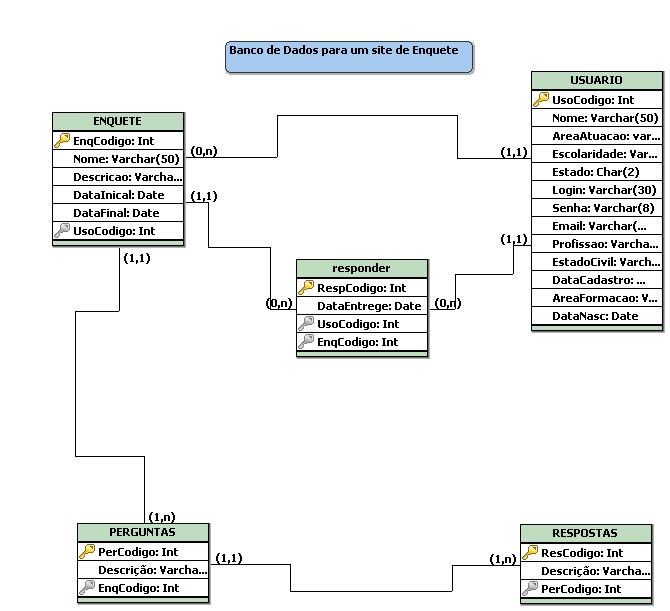 Banco de Dados para um site de Enquete
ENQUETE
EnqCodigo: Int
Nome: Varchar(50)
Descricao: Varcha...
DataInical: Date
DataFinal: Date
UsoCodigo: Int
(0,n)
(1,1)
(1,1)
(1,1)
(1,1)
USUARIO
UsoCodigo: Int
Nome: Varchar(50)
AreaAtuacao: var...
Escolaridade: Var...
Estado: Char(2)
Login: Varchar(30)
Senha: Varchar(8)
Email: Varchar(...
Profissao: Varcha...
EstadoCivil: Varch...
DataCadastro: ...
AreaFormacao: V...
DataNasc: Date
responder
RespCodigo: Int
DataEntrege: Date
UsoCodigo: Int
EnqCodigo: Int
(0,n)
(0,n)
(1,n)
PERGUNTAS
PerCodigo: Int
Descrição: Varcha...
EnqCodigo: Int
(1,1)
(1,n)
RESPOSTAS
ResCodigo: Int
Descrição: Varcha...
PerCodigo: Int